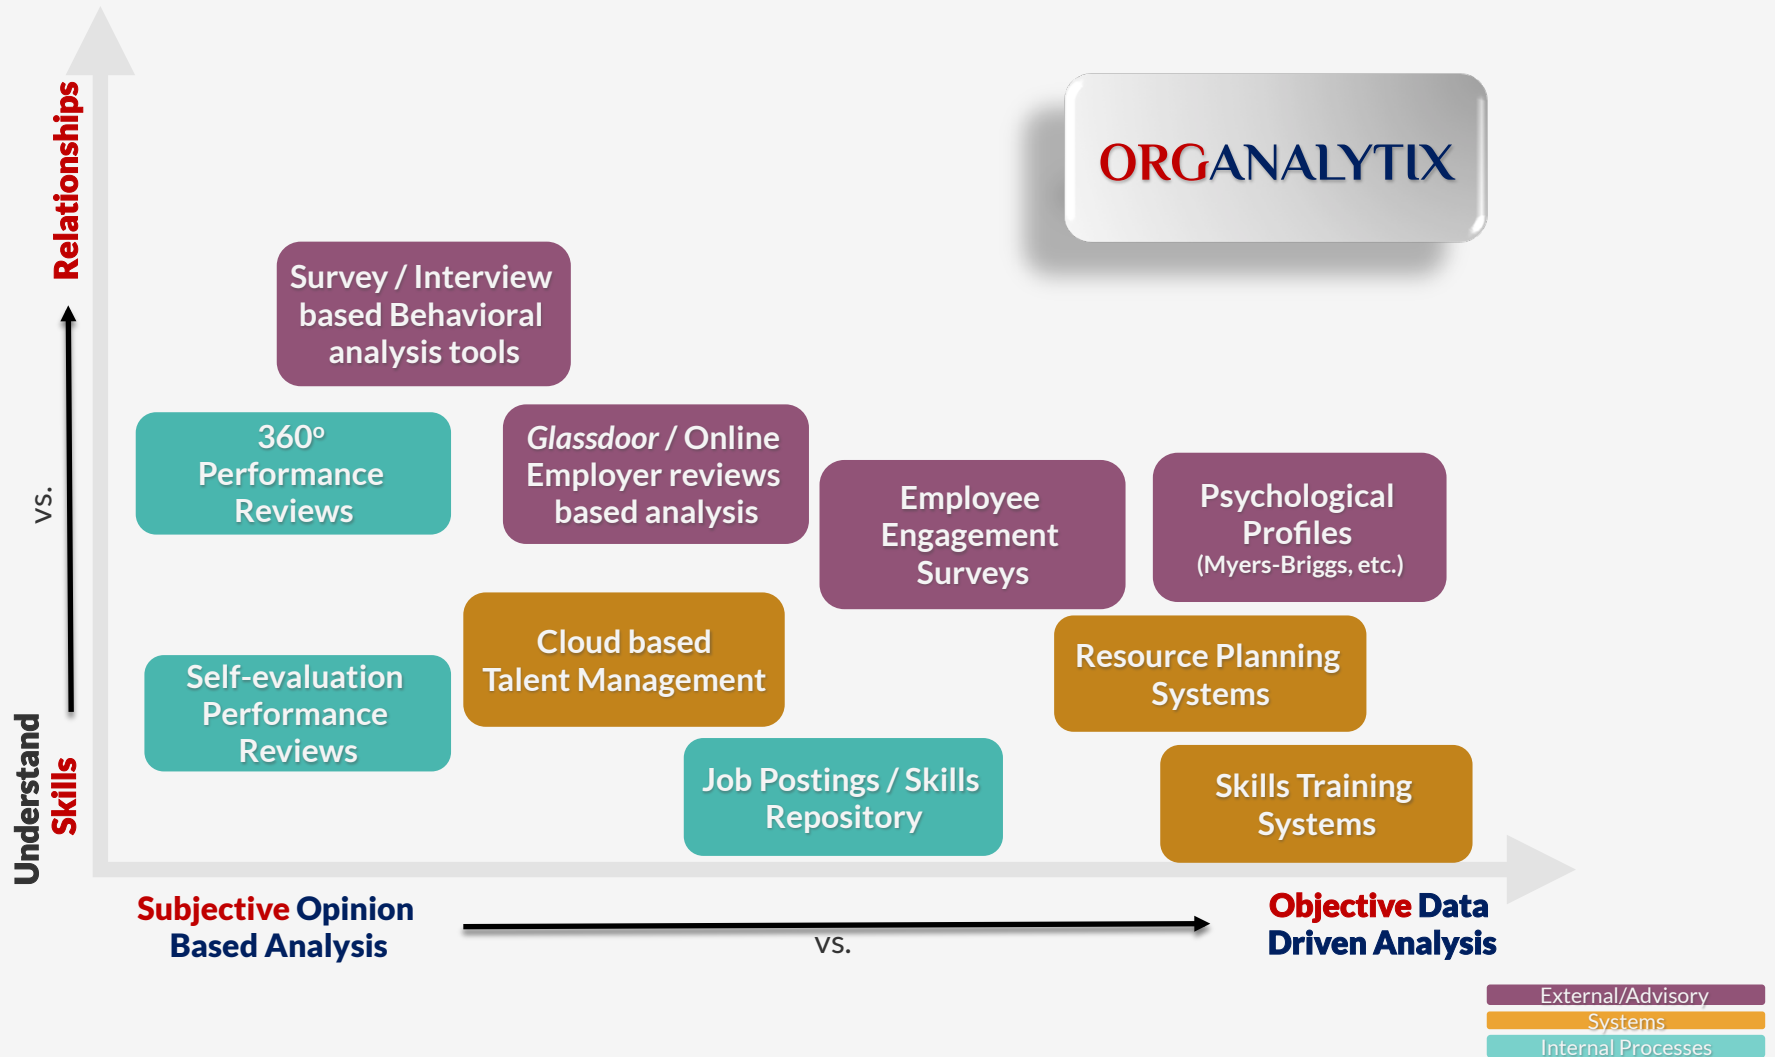 Relationships
vs.
Understand
Skills
ORGANALYTIX
Survey / Interview
based Behavioral
analysis tools
360º
Performance
Reviews
Glassdoor / Online
Employer reviews
based analysis
Employee
Engagement
Surveys
Psychological
Profiles
(Myers-Briggs, etc.)
Cloud based
Talent Management
Resource Planning
Systems
Self-evaluation
Performance
Reviews
Job Postings / Skills
Repository
Skills Training
Systems
Subjective Opinion
Based Analysis
vs.
Objective Data
Driven Analysis
External/Advisory
Systems
Internal Processes